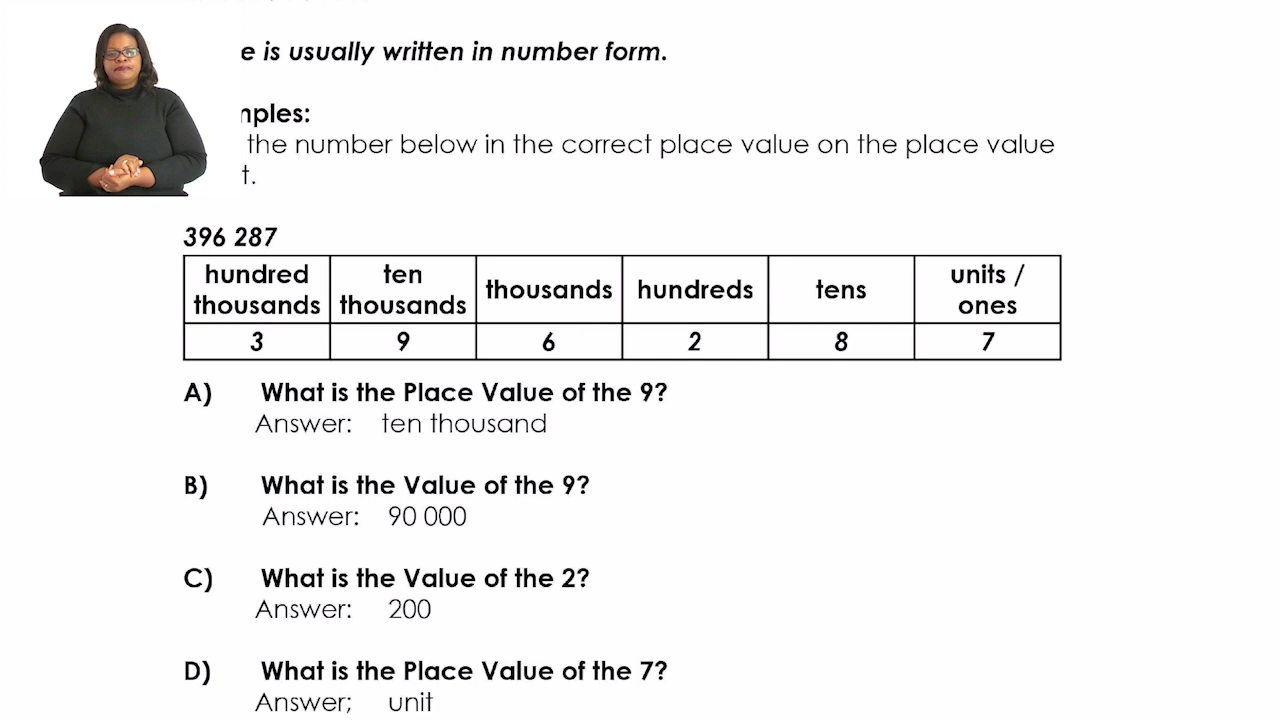 e is usually written in number form.
mples:
the number below in the correct place value on the place value
t.
396 287
hundred thousands ten thousands thousands hundreds tens units / ones
3 9 6 2 8 7
A) What is the Place Value of the 9?
Answer: ten thousand
B) What is the Value of the 9?
Answer: 90 000
C) What is the Value of the 2?
Answer: 200
D) What is the Place Value of the 7?
Answer; unit